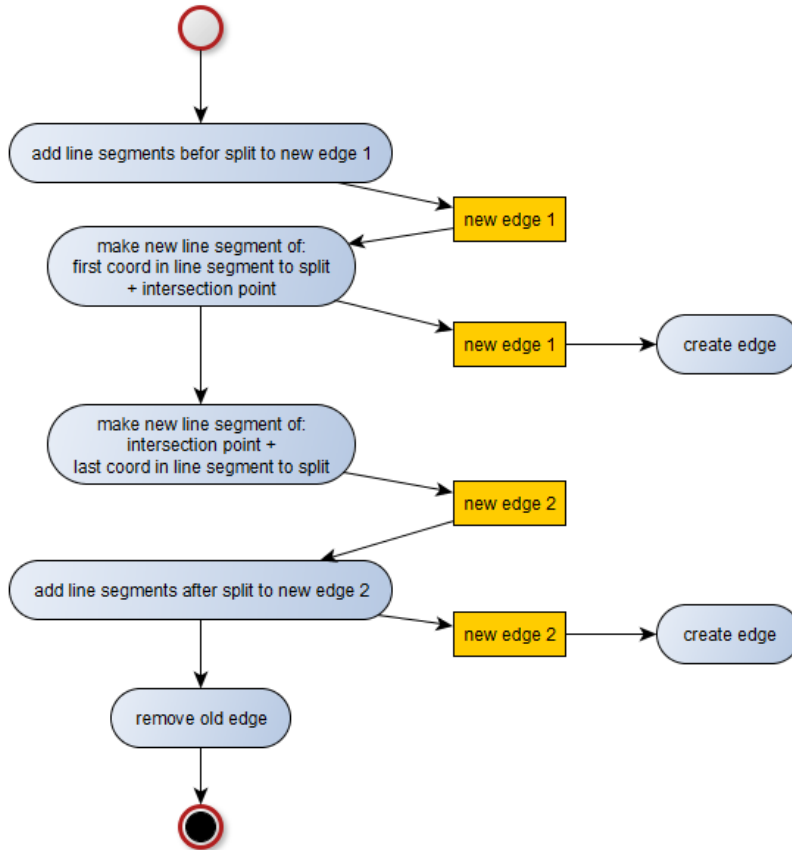 add line segments befor split to new edge 1
new edge 1
make new line segment of:
first coord in line segment to split
+ intersection point
new edge 1
create edge
make new line segment of:
intersection point +
last coord in line segment to split
new edge 2
add line segments after split to new edge 2
new edge 2
create edge
remove old edge